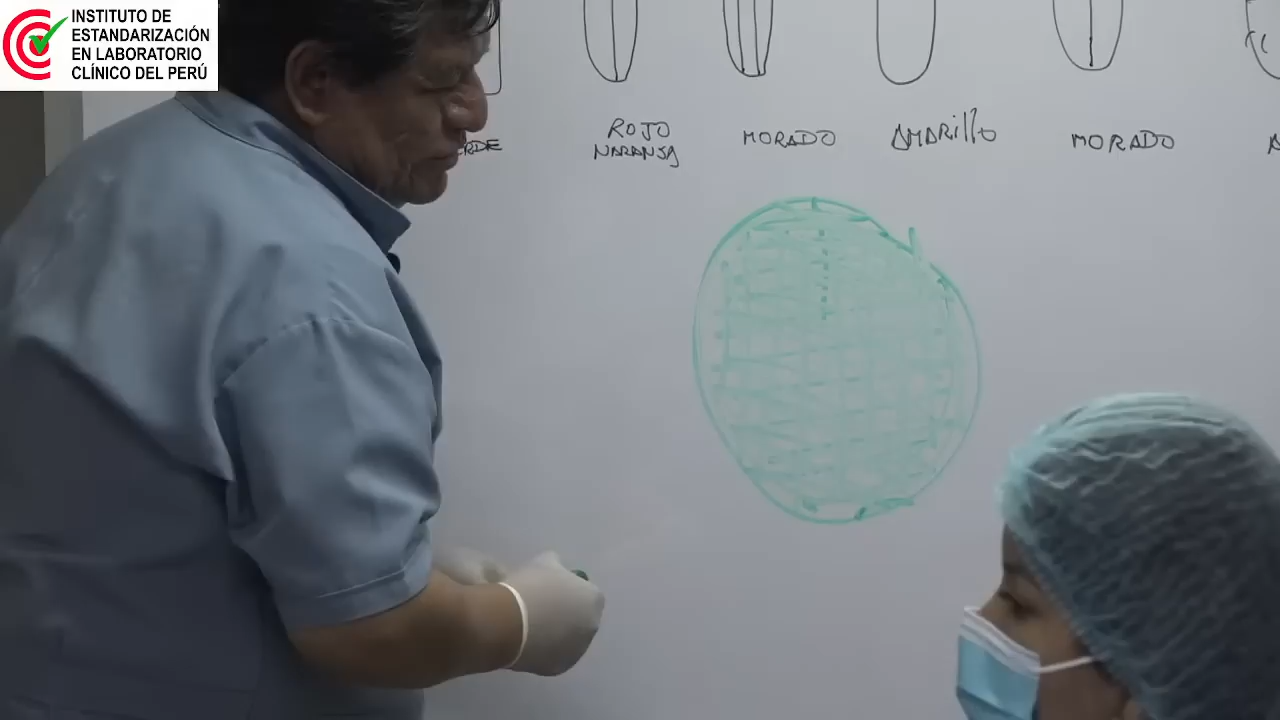 INSTITUTO DE
ESTANDARIZACIÓN
EN LABORATORIO
CLÍNICO DEL PERÚ
ROJO
NARANJA
MORADO
AMARillO
MORADO